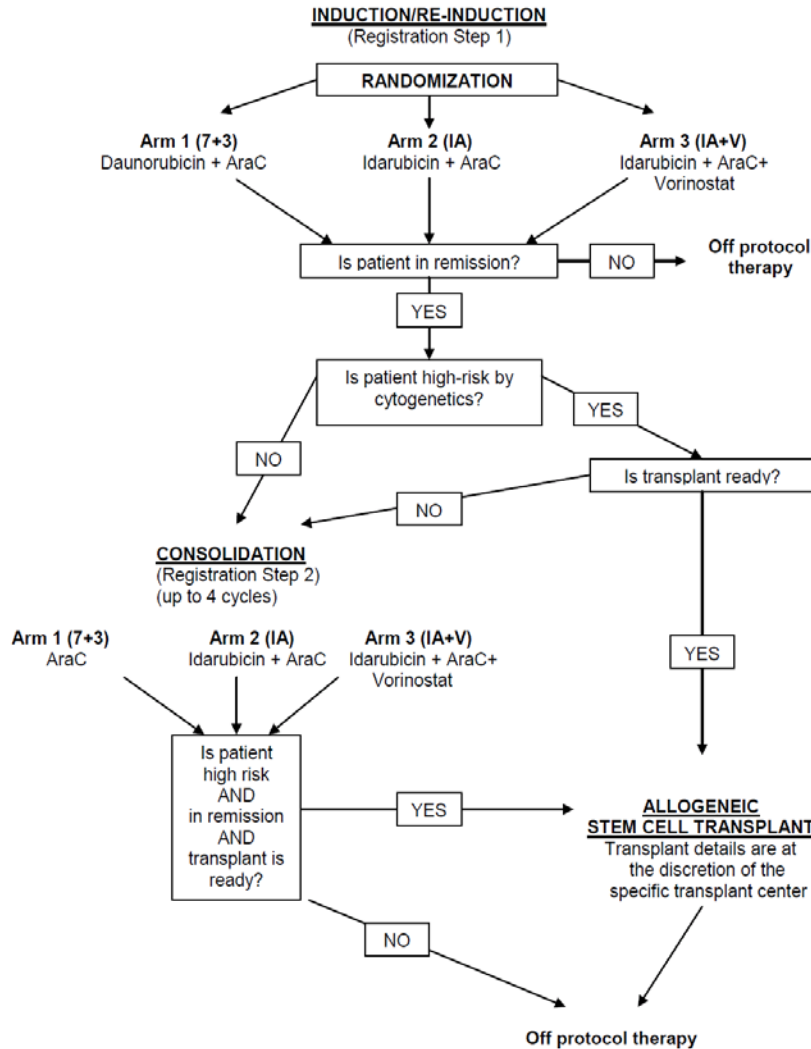 INDUCTION/RE-INDUCTION
(Registration Step 1)
RANDOMIZATION
Arm 1 (7+3)
Daunorubicin + AraC
Arm 2 (IA)
Idarubicin + AraC
Arm 3 (IA+V)
Idarubicin + AraC+
Vorinostat
Is patient in remission?
NO
Off protocol
therapy
YES
Is patient high-risk by
cytogenetics?
YES
NO
Is transplant ready?
NO
CONSOLIDATION
(Registration Step 2)
(up to 4 cycles)
Arm 1 (7+3)
AraC
Arm 2 (IA)
Idarubicin + AraC
Arm 3 (IA+V)
Idarubicin + AraC+
Vorinostat
YES
Is patient
high risk
AND
in remission
AND
transplant is
ready?
YES
ALLOGENEIC
STEM CELL TRANSPLANT
Transplant details are at
the discretion of the
specific transplant center
NO
Off protocol therapy